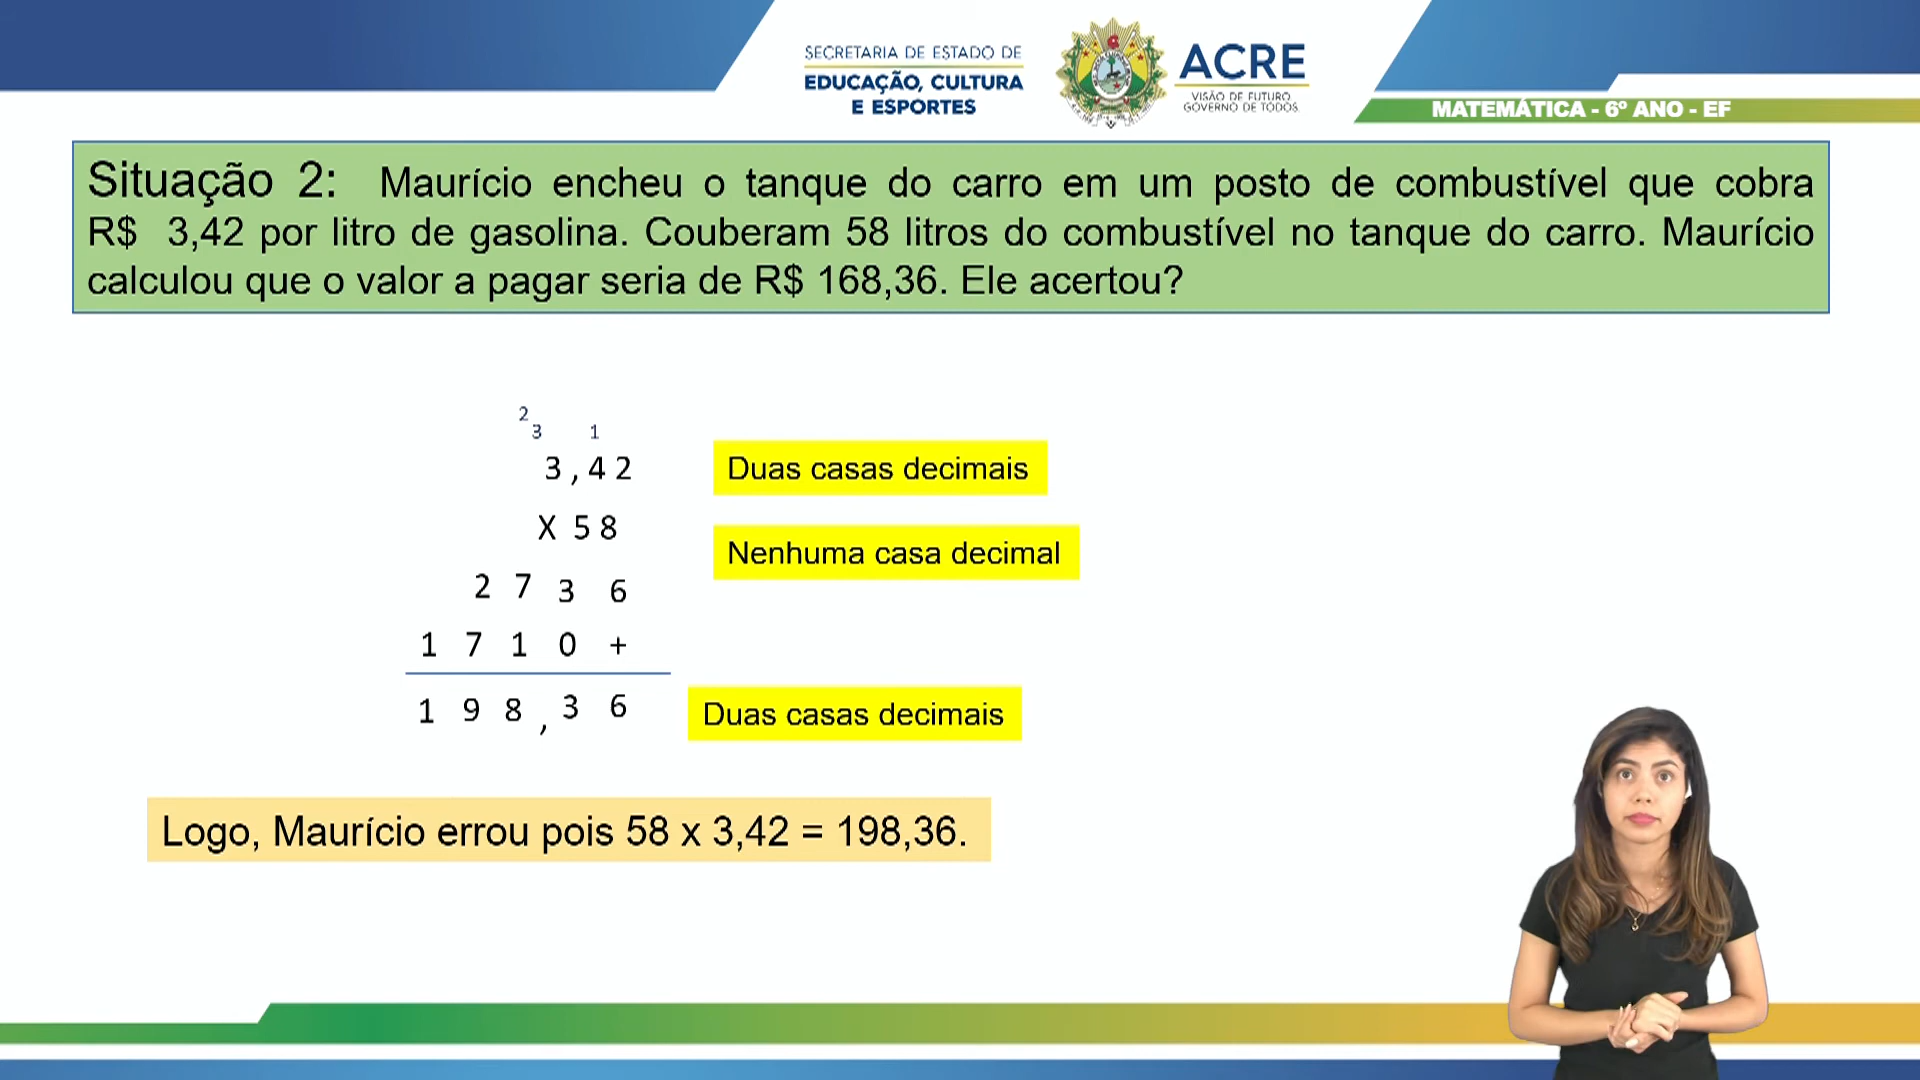 SECRETARIA DE ESTADO DE
EDUCAÇÃO, CULTURA
E ESPORTES
ACRE
VISÃO DE FUTURO
GOVERNO DE TODOS
MATEMÁTICA - 6º ANO - EF
Situação 2: Maurício encheu o tanque do carro em um posto de combustível que cobra
R$ 3,42 por litro de gasolina. Couberam 58 litros do combustível no tanque do carro. Maurício
calculou que o valor a pagar seria de R$ 168,36. Ele acertou?
2
3 1
3,42
Duas casas decimais
X 58
Nenhuma casa decimal
2 7 3 6
1 7 1 0 +
1 9 8 , 3 6
Duas casas decimais
Logo, Maurício errou pois 58 x 3,42 = 198,36.